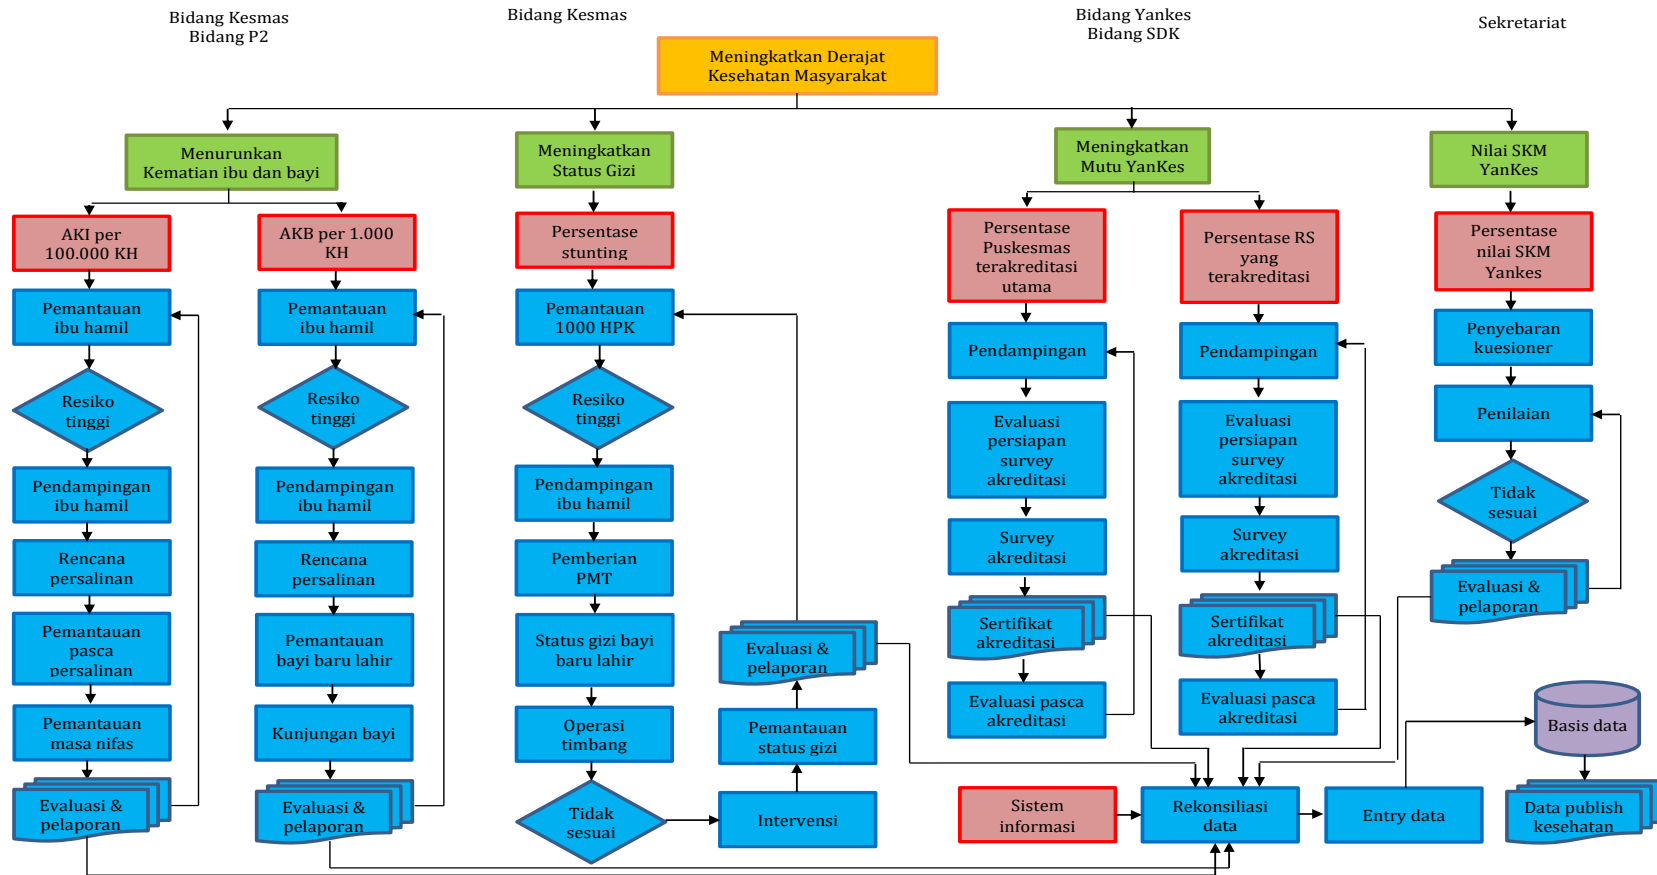 Bidang Kesmas
Bidang P2
Bidang Kesmas
Bidang Yankes
Bidang SDK
Sekretariat
Meningkatkan Derajat
Kesehatan Masyarakat
Menurunkan
Kematian ibu dan bayi
Meningkatkan
Status Gizi
Meningkatkan
Mutu YanKes
Nilai SKM
YanKes
AKI per
100.000 KH
AKB per 1.000
KH
Persentase
stunting
Persentase
Puskesmas
terakreditasi
utama
Persentase RS
yang
terakreditasi
Persentase
nilai SKM
Yankes
Pemantauan
ibu hamil
Resiko
tinggi
Pendampingan
ibu hamil
Rencana
persalinan
Pemantauan
pasca
persalinan
Pemantauan
masa nifas
Evaluasi &
pelaporan
Pemantauan
ibu hamil
Resiko
tinggi
Pendampingan
ibu hamil
Rencana
persalinan
Pemantauan
bayi baru lahir
Kunjungan bayi
Evaluasi &
pelaporan
Pemantauan
1000 HPK
Resiko
tinggi
Pendampingan
ibu hamil
Pemberian
PMT
Status gizi bayi
baru lahir
Operasi
timbang
Tidak
sesuai
Intervensi
Pemantauan
status gizi
Evaluasi &
pelaporan
Pendampingan
Evaluasi
persiapan
survey
akreditasi
Survey
akreditasi
Sertifikat
akreditasi
Evaluasi pasca
akreditasi
Pendampingan
Evaluasi
persiapan
survey
akreditasi
Survey
akreditasi
Sertifikat
akreditasi
Evaluasi pasca
akreditasi
Penyebaran
kuesioner
Penilaian
Tidak
sesuai
Evaluasi &
pelaporan
Sistem
informasi
Rekonsiliasi
data
Entry data
Basis data
Data publish
kesehatan